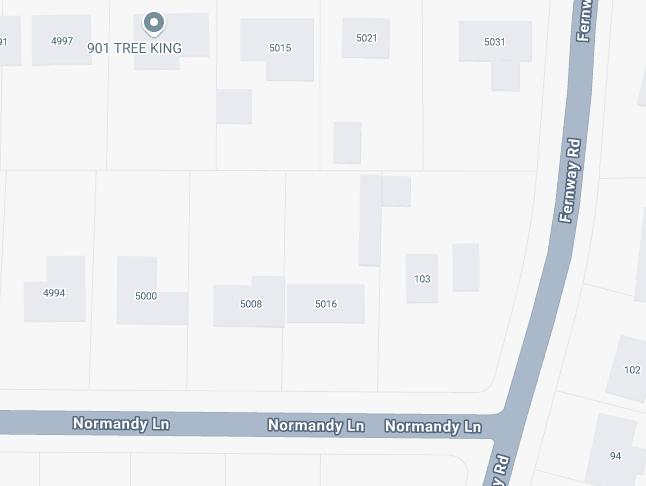 Fernw
91
4997
901 TREE KING
5015
5021
5031
Fernway Rd
4994
5000
5008
5016
103
102
Normandy Ln
Normandy Ln
Normandy Ln
94
y Rd